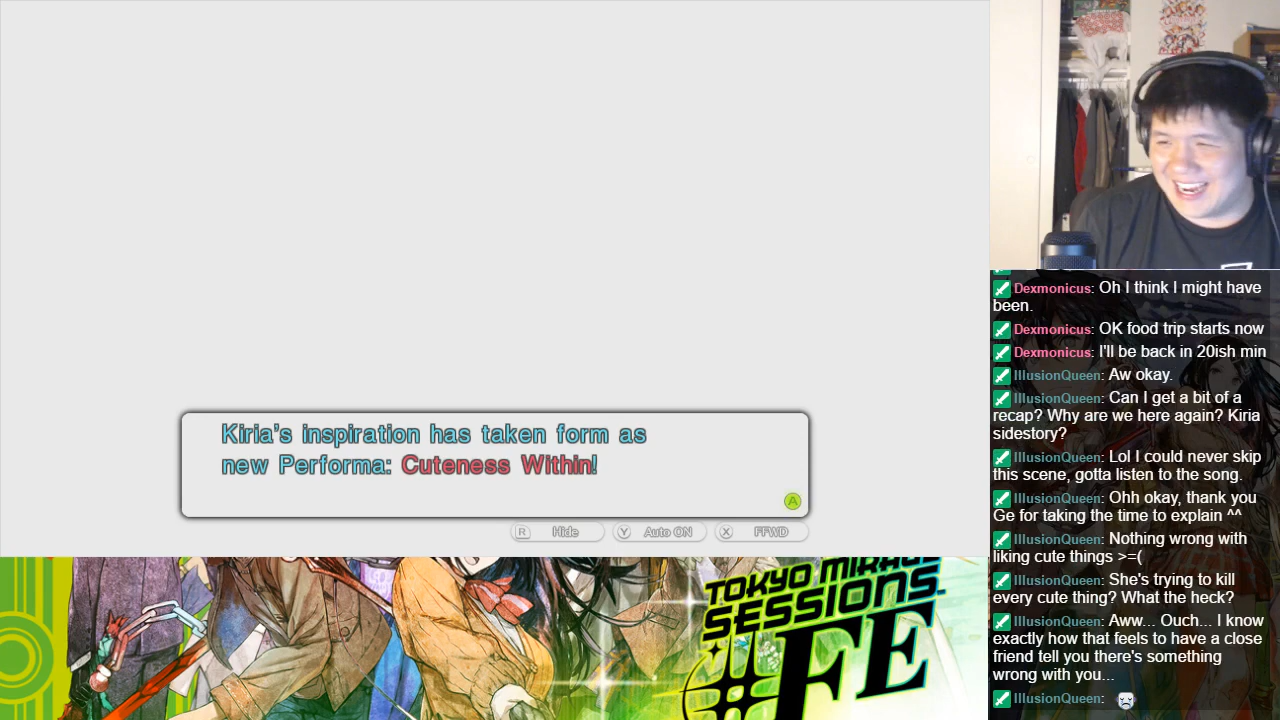 Kiria's inspiration has taken form as
new Performa: Cuteness Within!
A
R Hide Y Auto ON X FFWD
TOKYO MIRAGE
SESSIONS
#FE
Dexmonicus: Oh I think I might have
been.
Dexmonicus: OK food trip starts now
Dexmonicus: I'll be back in 20ish min
IllusionQueen: Aw okay.
IllusionQueen: Can I get a bit of a
recap? Why are we here again? Kiria
sidestory?
IllusionQueen: Lol I could never skip
this scene, gotta listen to the song.
IllusionQueen: Ohh okay, thank you
Ge for taking the time to explain ^^
IllusionQueen: Nothing wrong with
liking cute things >=(
IllusionQueen: She's trying to kill
every cute thing? What the heck?
IllusionQueen: Aww... Ouch... I know
exactly how that feels to have a close
friend tell you there's something
wrong with you...
IllusionQueen: